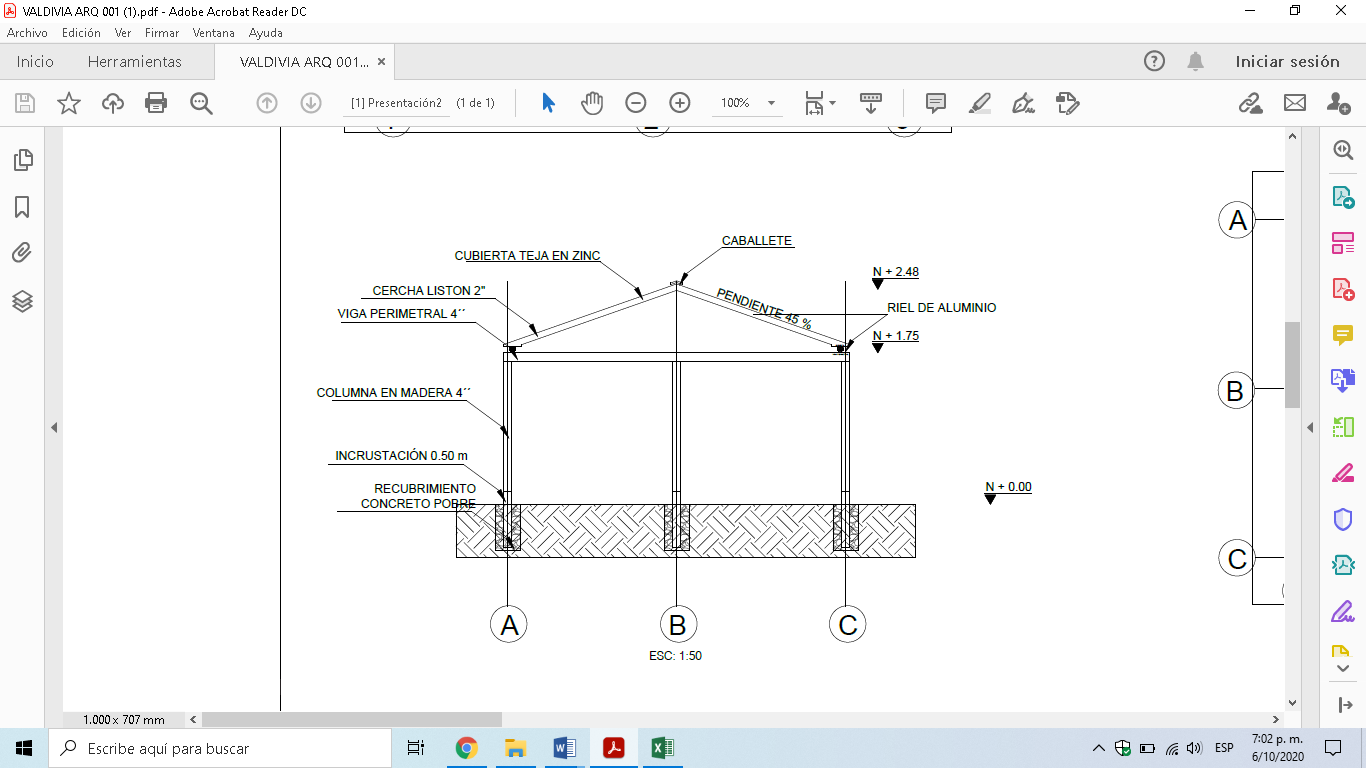 VALDIVIA ARQ 001 (1).pdf - Adobe Acrobat Reader DC
Archivo Edición Ver Firmar Ventana Ayuda
Inicio Herramientas VALDIVIA ARQ 001... × Iniciar sesión
[1] Presentación2 (1 de 1) 100%
CABALLETE
CUBIERTA TEJA EN ZINC
N + 2.48
CERCHA LISTON 2"
PENDIENTE 45 %
RIEL DE ALUMINIO
VIGA PERIMETRAL 4´´
N + 1.75
COLUMNA EN MADERA 4´´
INCRUSTACIÓN 0.50 m
RECUBRIMIENTO
CONCRETO POBRE
N + 0.00
A
B
C
A B C
ESC: 1:50
1.000 x 707 mm
Escribe aquí para buscar
ESP
7:02 p. m.
6/10/2020